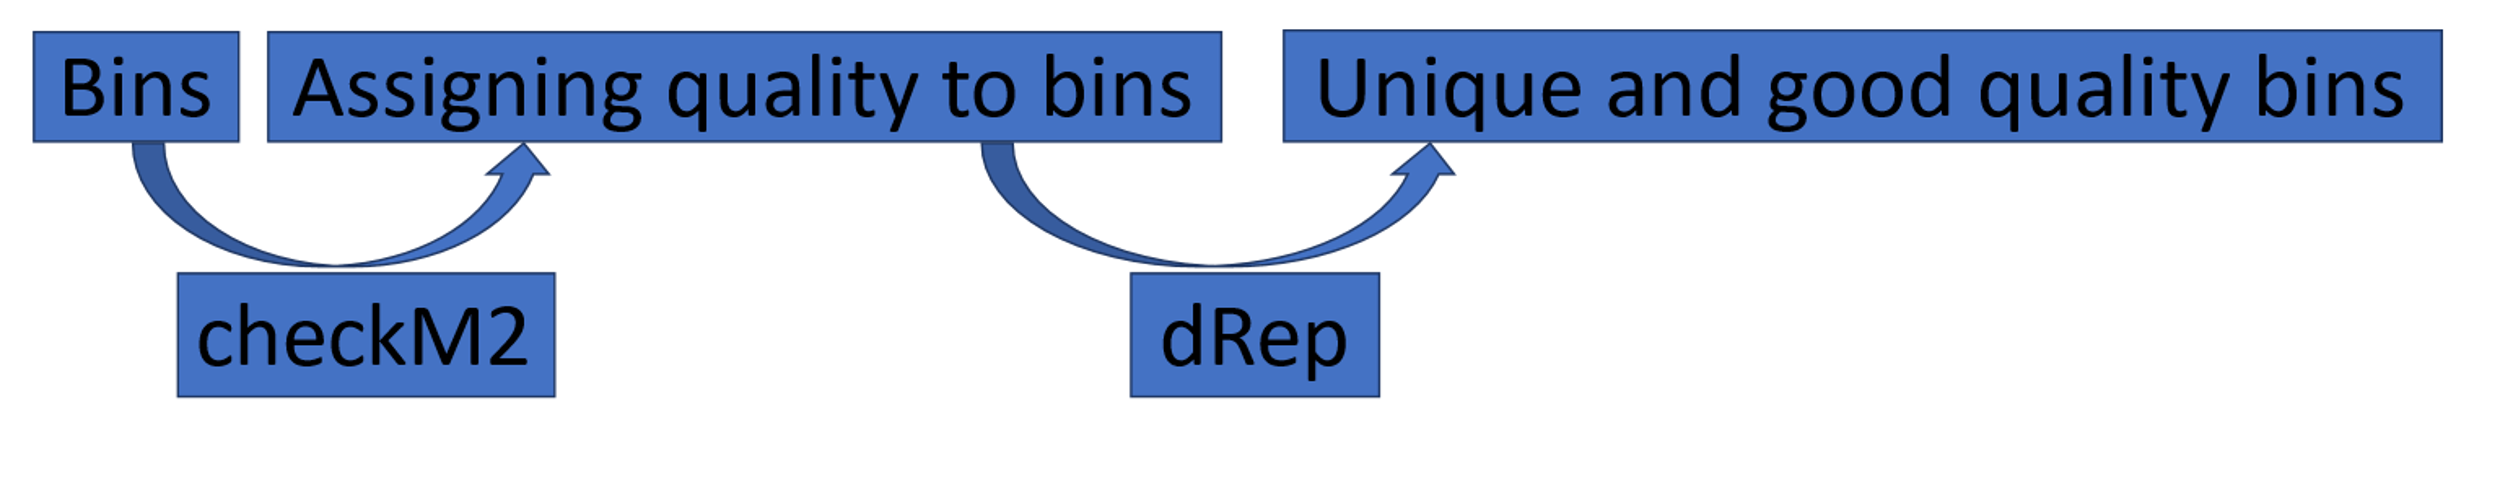 Bins
Assigning quality to bins
Unique and good quality bins
checkM2
dRep